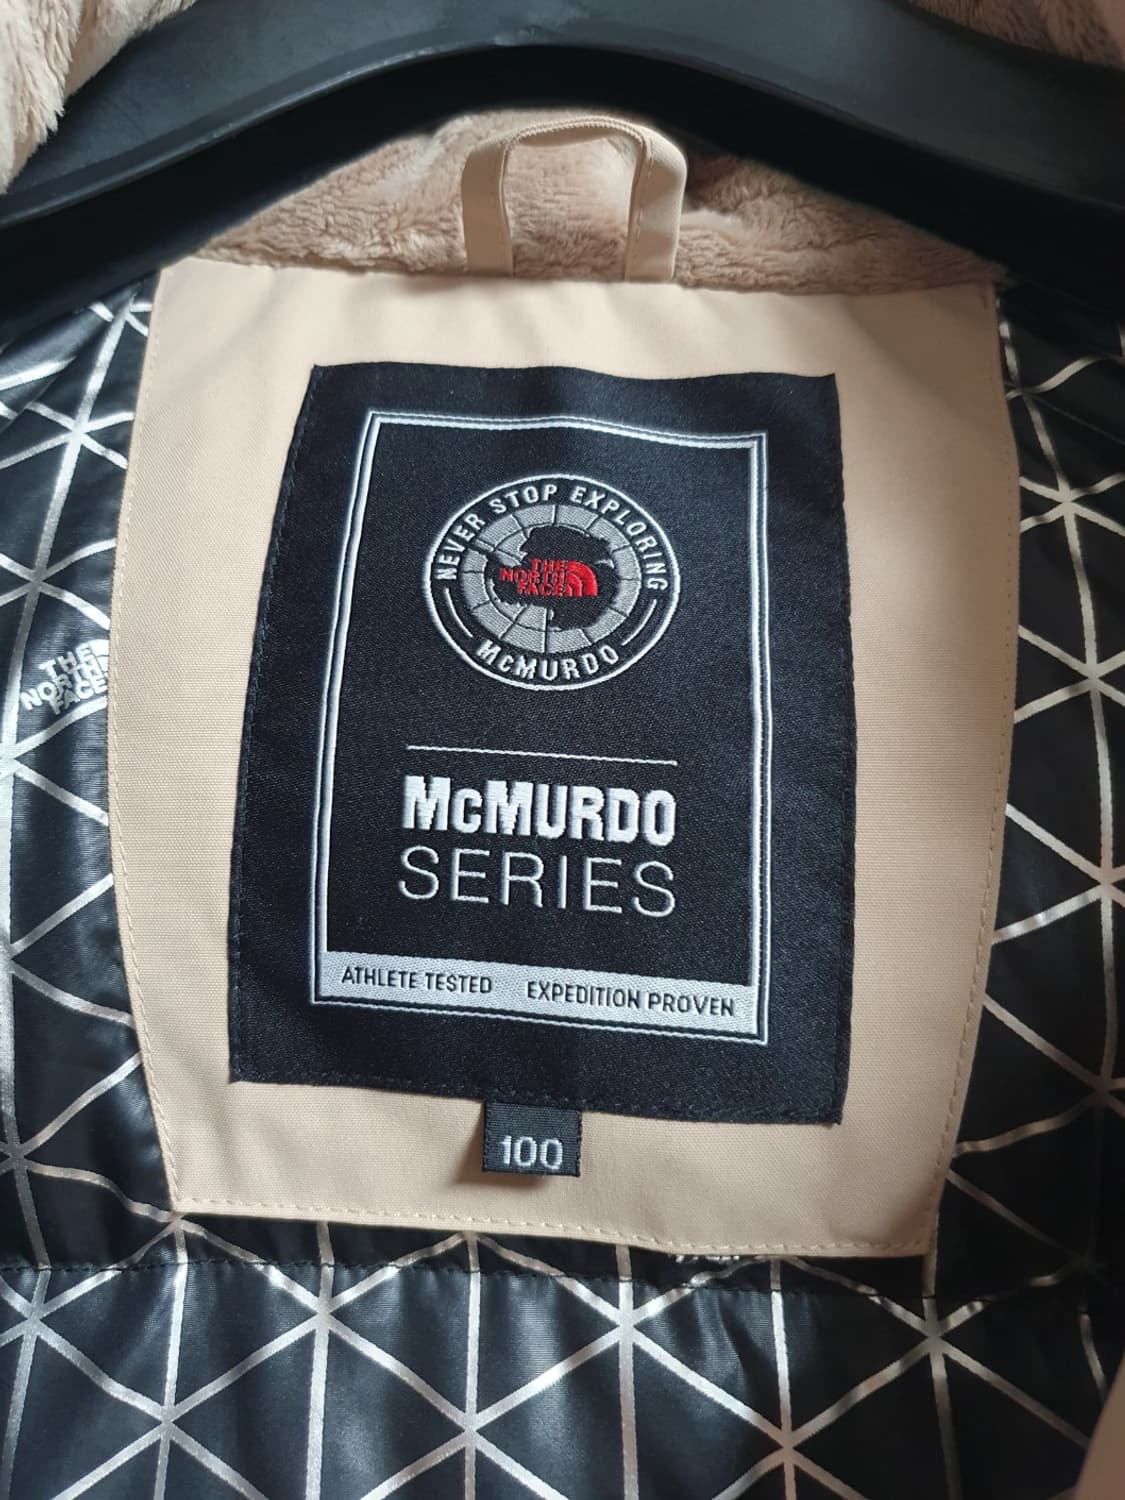 NEVER STOP EXPLORING
THE
NORTH
FACE
McMURDO
McMURDO
SERIES
ATHLETE TESTED EXPEDITION PROVEN
100
THE
NORTH
FACE